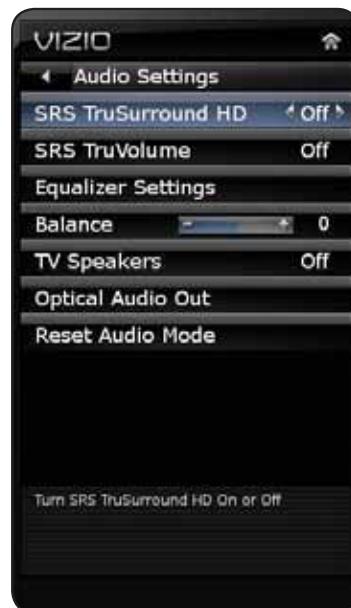 VIZIO
Audio Settings
SRS TruSurround HD Off
SRS TruVolume Off
Equalizer Settings
Balance - + 0
TV Speakers Off
Optical Audio Out
Reset Audio Mode
Turn SRS TruSurround HD On or Off